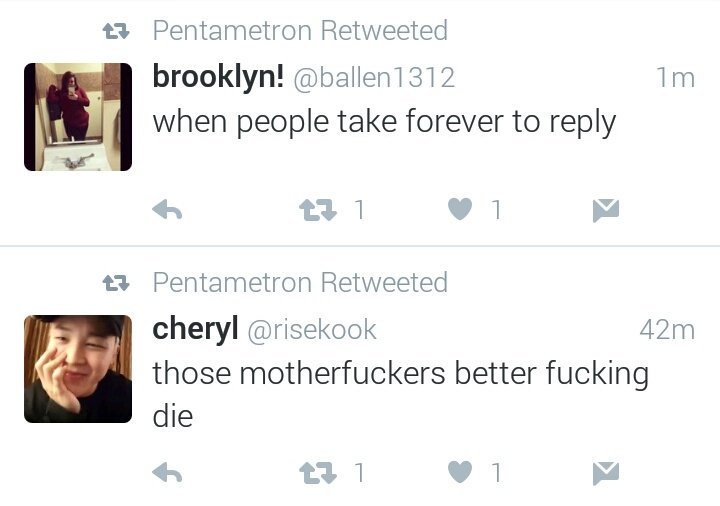 Pentametron Retweeted
brooklyn! @ballen1312 1m
when people take forever to reply
1 1
Pentametron Retweeted
cheryl @risekook 42m
those motherfuckers better fucking
die
1 1